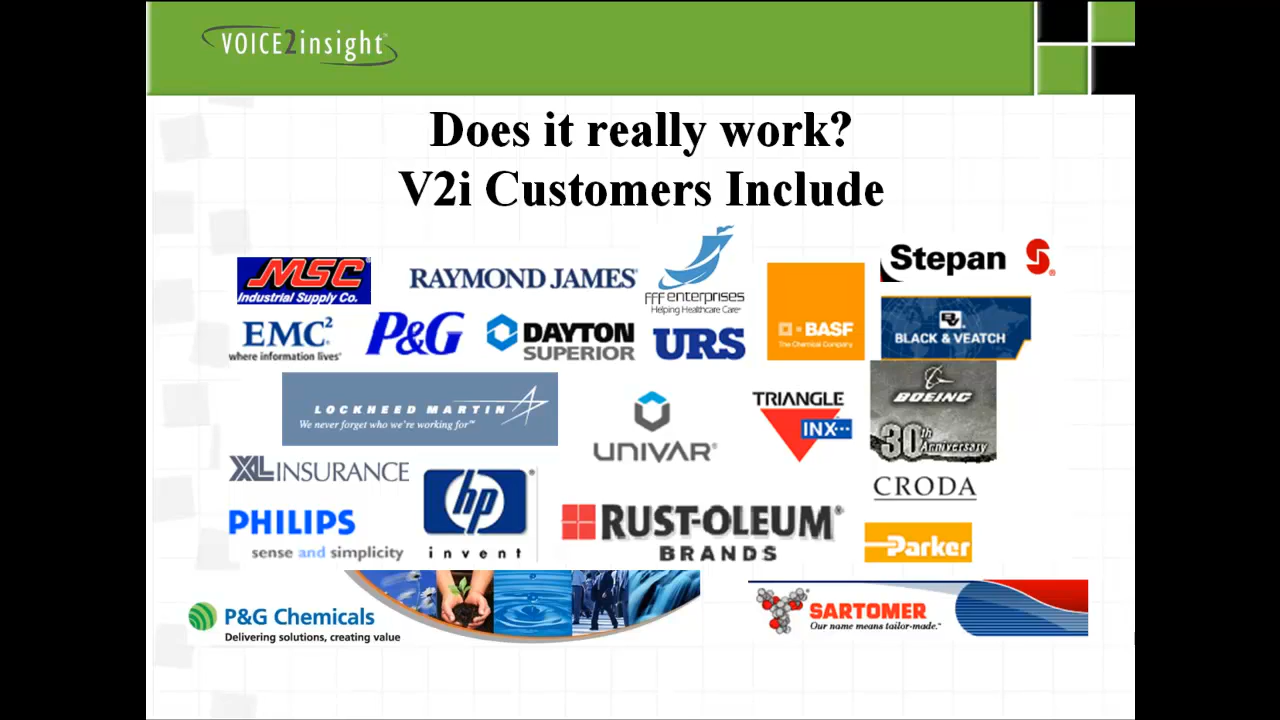 VOICE2insight
Does it really work?
V2i Customers Include
MSC
Industrial Supply Co.
RAYMOND JAMES®
fff enterprises
Helping Healthcare Care®
Stepan
S®
EMC²
where information lives®
P&G
DAYTON
SUPERIOR
URS
BASF
The Chemical Company
BV
BLACK & VEATCH
LOCKHEED MARTIN
We never forget who we're working for™
UNIVAR®
TRIANGLE
INX
BOEING
30th
Anniversary
XL INSURANCE
hp®
invent
CRODA
PHILIPS
sense and simplicity
RUST-OLEUM®
BRANDS
Parker
P&G Chemicals
Delivering solutions, creating value
SARTOMER
Our name means tailor-made.™